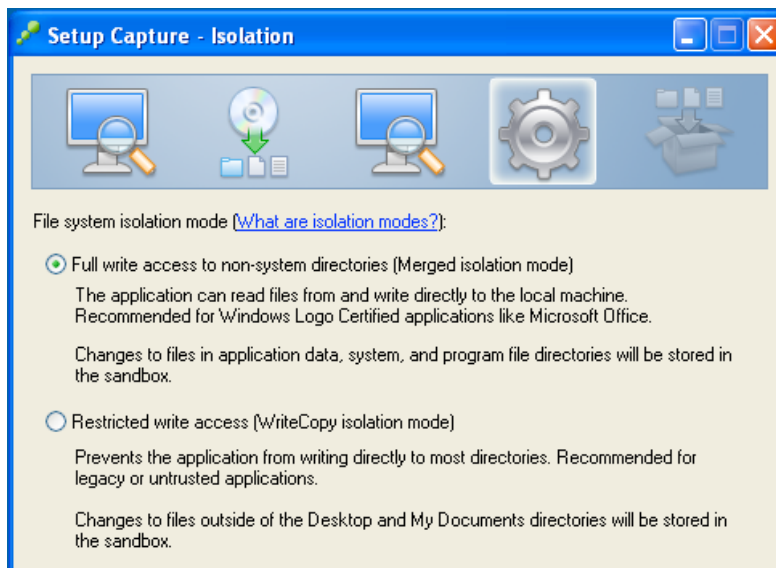 Setup Capture - Isolation
File system isolation mode (What are isolation modes?):
Full write access to non-system directories (Merged isolation mode)
The application can read files from and write directly to the local machine.
Recommended for Windows Logo Certified applications like Microsoft Office.
Changes to files in application data, system, and program file directories will be stored in
the sandbox.
Restricted write access (WriteCopy isolation mode)
Prevents the application from writing directly to most directories. Recommended for
legacy or untrusted applications.
Changes to files outside of the Desktop and My Documents directories will be stored in
the sandbox.